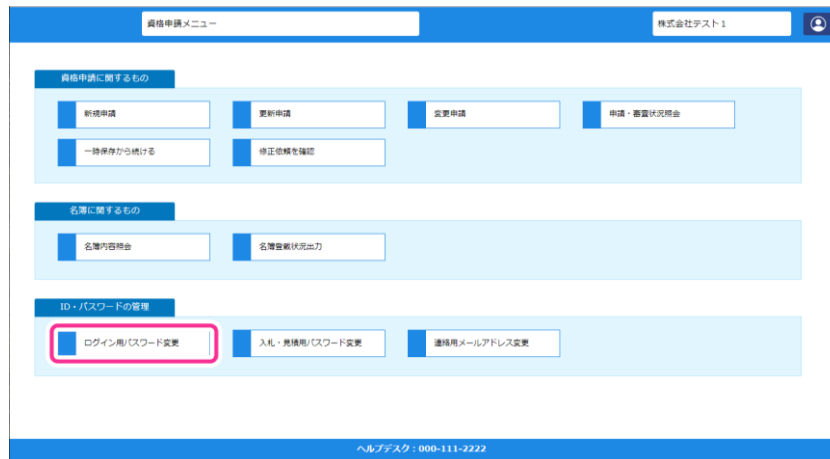 資格申請メニュー
株式会社テスト1
資格申請に関するもの
新規申請
更新申請
変更申請
申請・審査状況照会
一時保存から続ける
修正依頼を確認
名簿に関するもの
名簿内容照会
名簿登載状況出力
ID・パスワードの管理
ログイン用パスワード変更
入札・見積用パスワード変更
連絡用メールアドレス変更
ヘルプデスク:000-111-2222